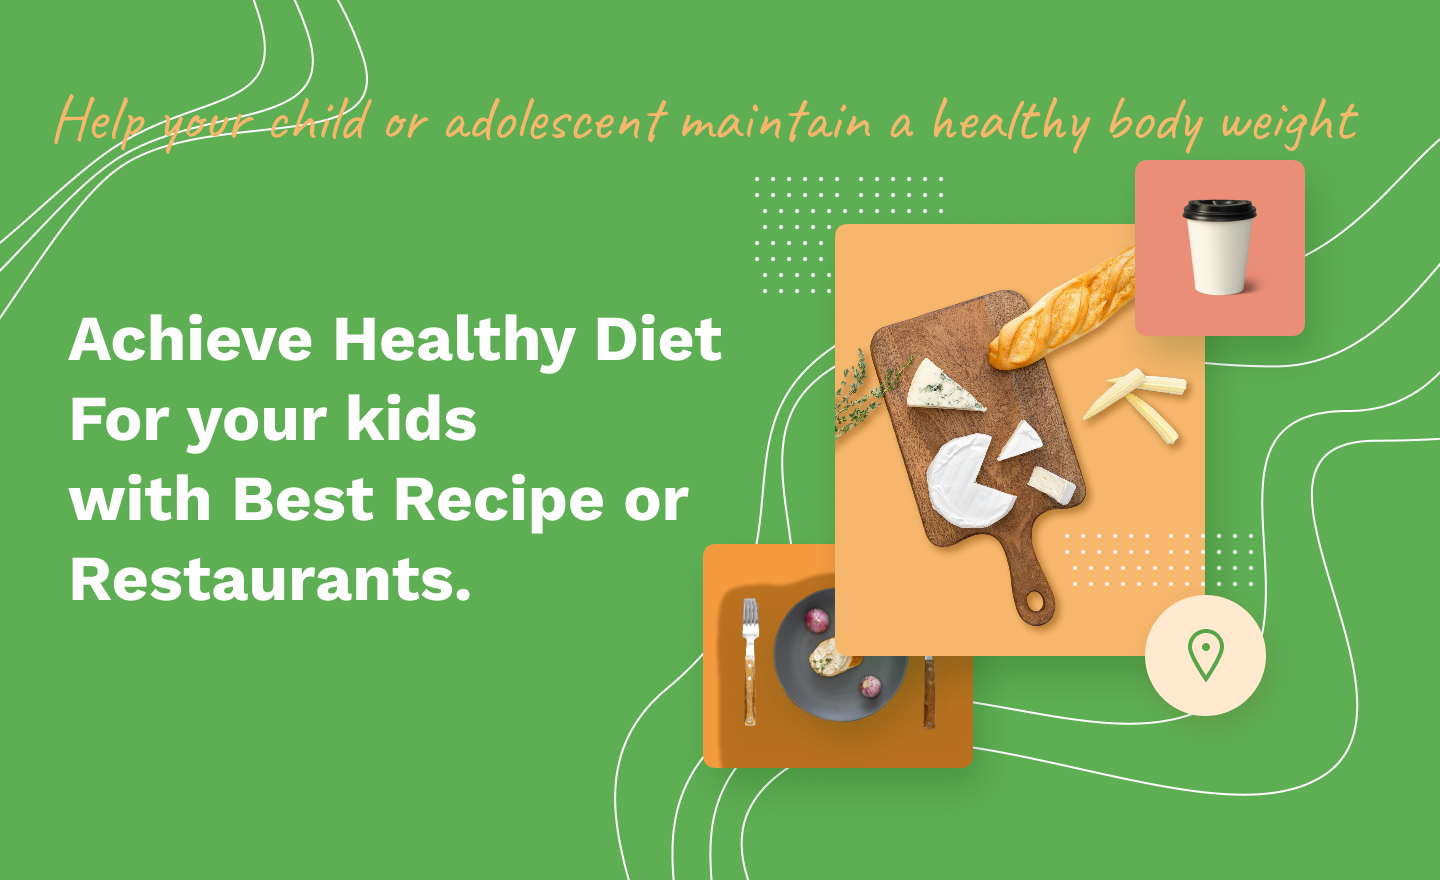 Help your child or adolescent maintain a healthy body weight
Achieve Healthy Diet
For your kids
with Best Recipe or
Restaurants.